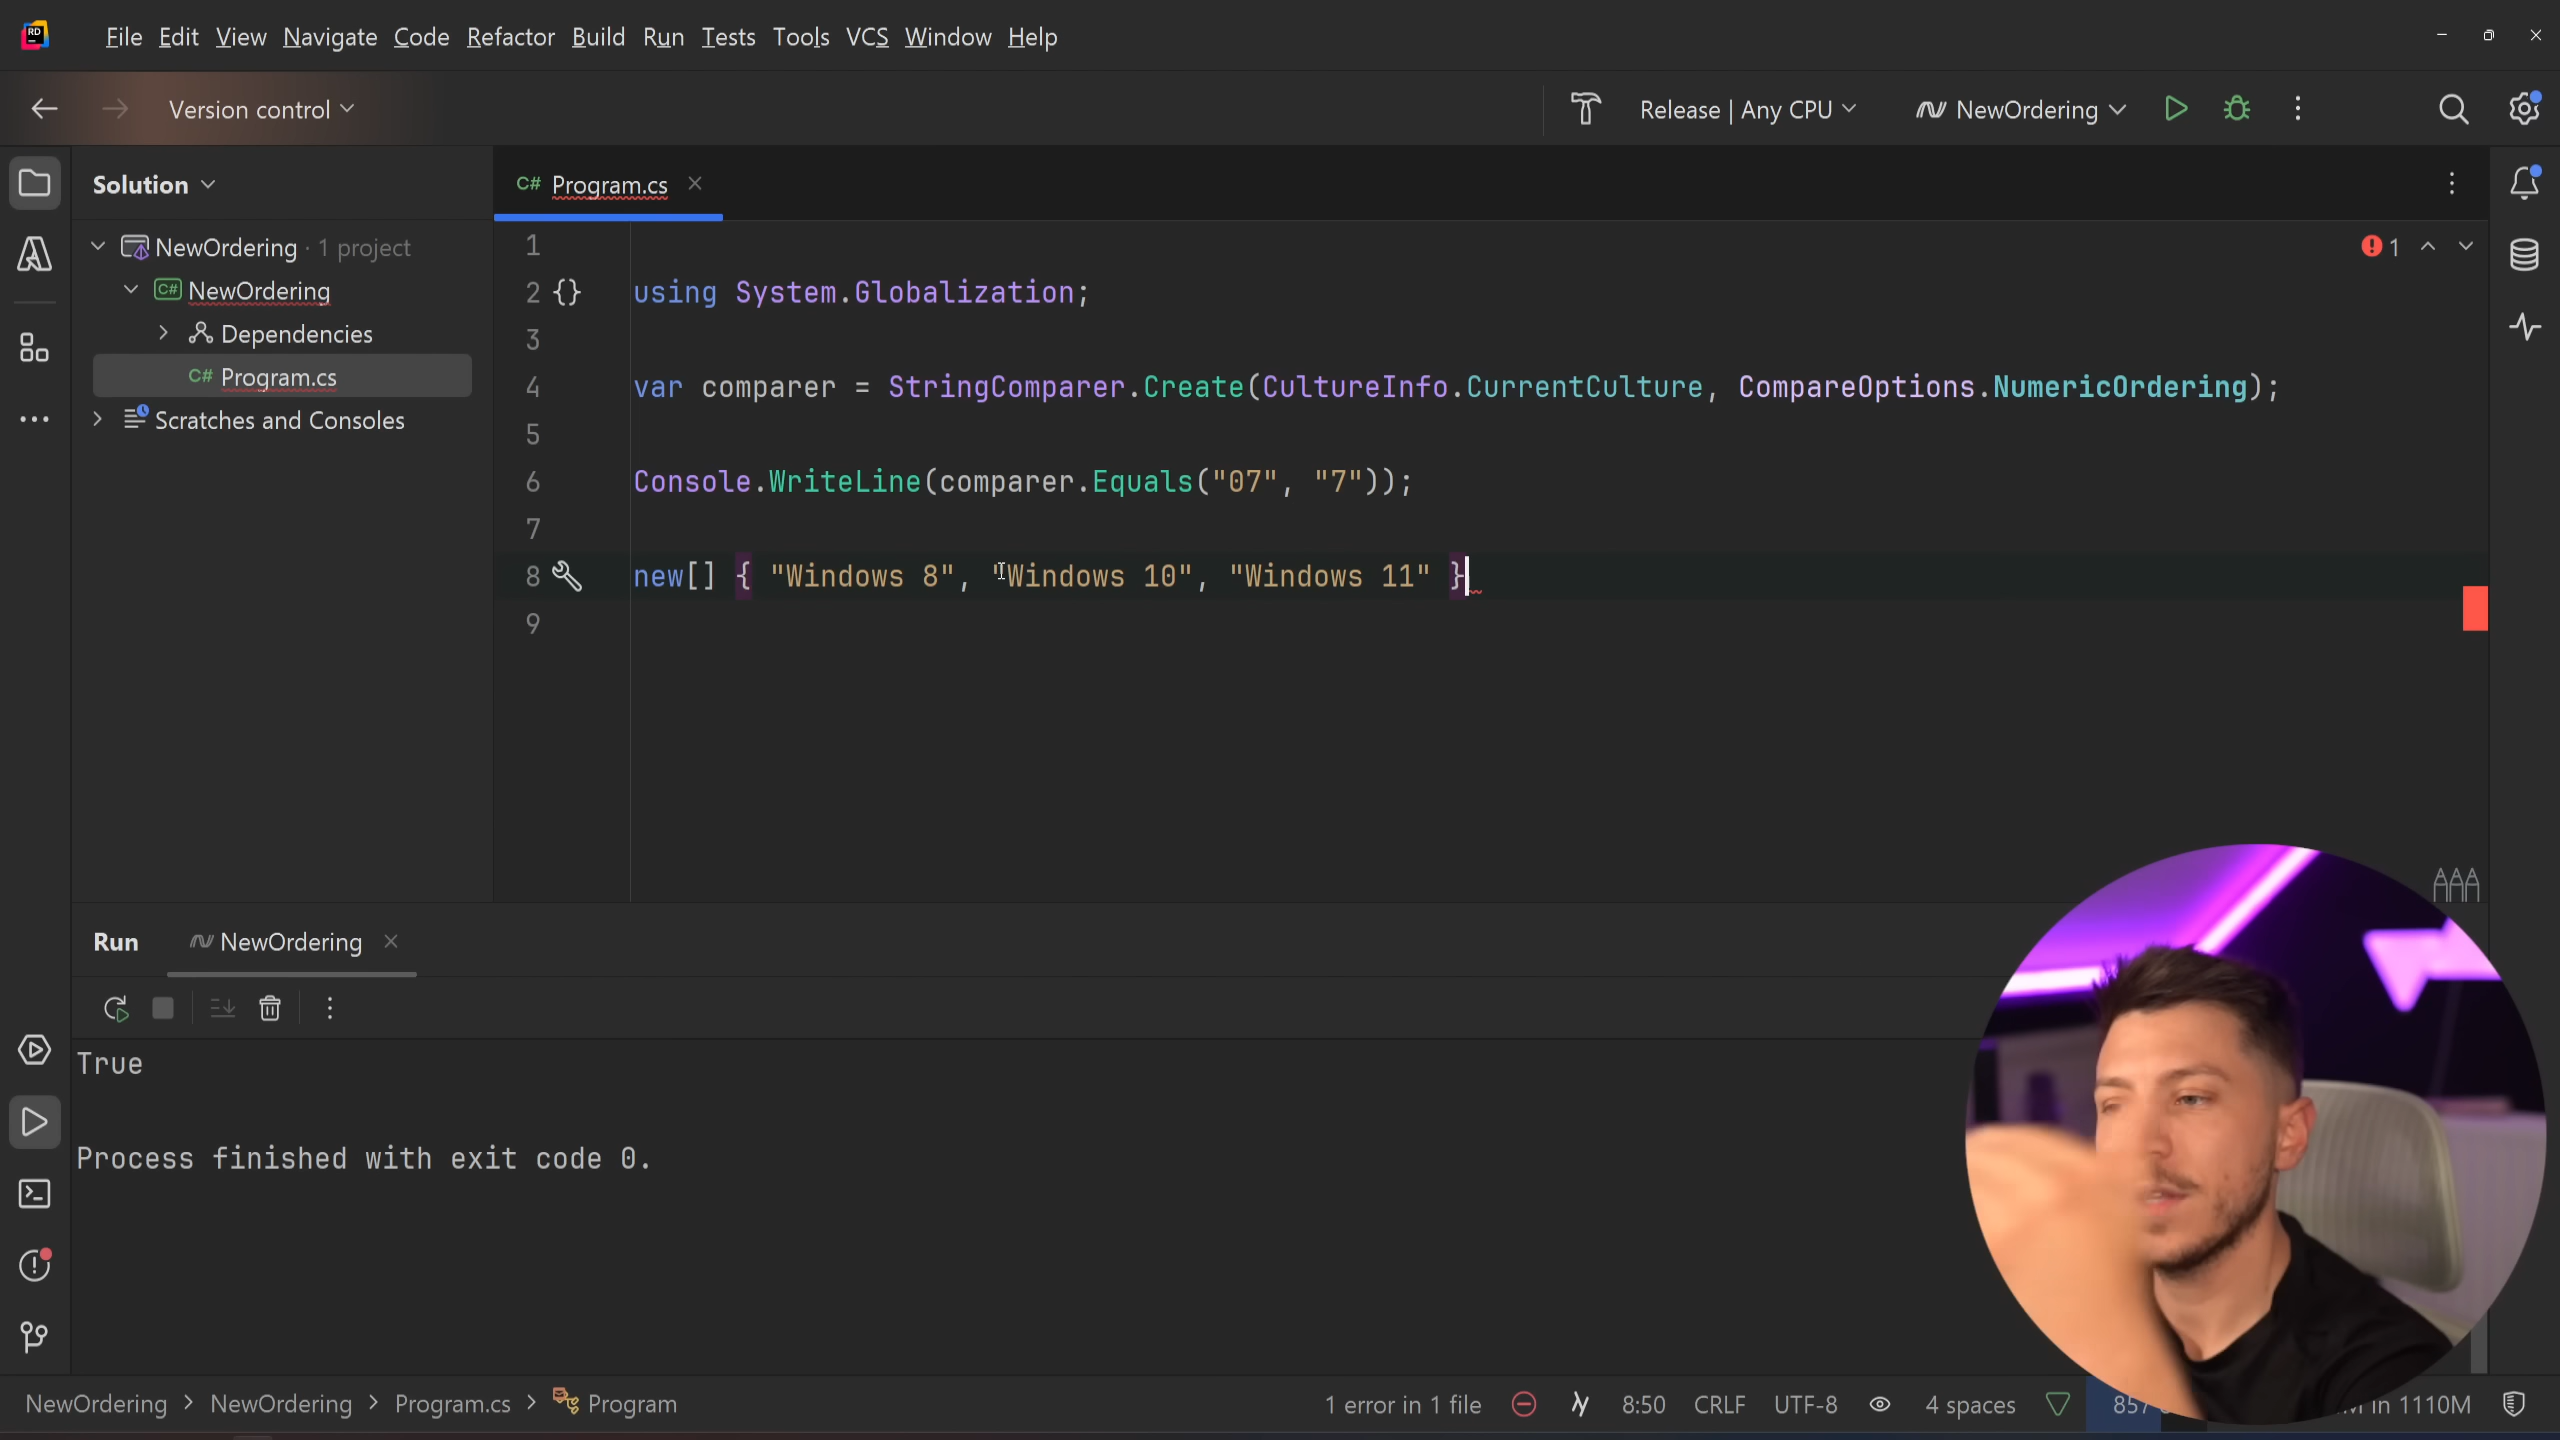 RD
File Edit View Navigate Code Refactor Build Run Tests Tools VCS Window Help
Version control
Release | Any CPU
NewOrdering
Solution
C# Program.cs
NewOrdering · 1 project
C# NewOrdering
Dependencies
C# Program.cs
Scratches and Consoles
1
1
2 {} using System.Globalization;
3
4 var comparer = StringComparer.Create(CultureInfo.CurrentCulture, CompareOptions.NumericOrdering);
5
6 Console.WriteLine(comparer.Equals("07", "7"));
7
8 new[] { "Windows 8", "Windows 10", "Windows 11" }
9
Run NewOrdering
True
Process finished with exit code 0.
NewOrdering > NewOrdering > Program.cs > Program
1 error in 1 file 8:50 CRLF UTF-8 4 spaces 857 in 1110M